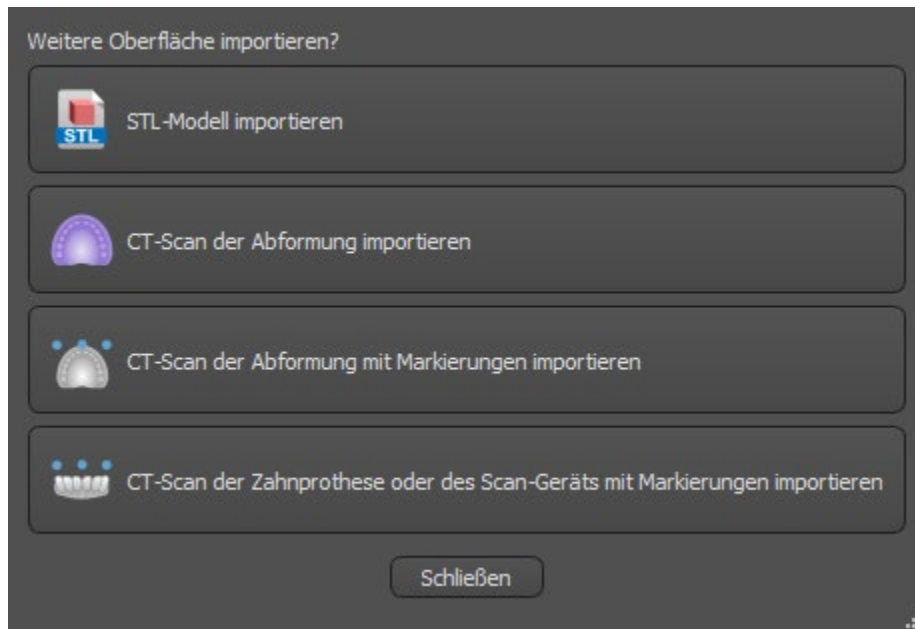 Weitere Oberfläche importieren?
STL
STL-Modell importieren
CT-Scan der Abformung importieren
CT-Scan der Abformung mit Markierungen importieren
CT-Scan der Zahnprothese oder des Scan-Geräts mit Markierungen importieren
Schließen